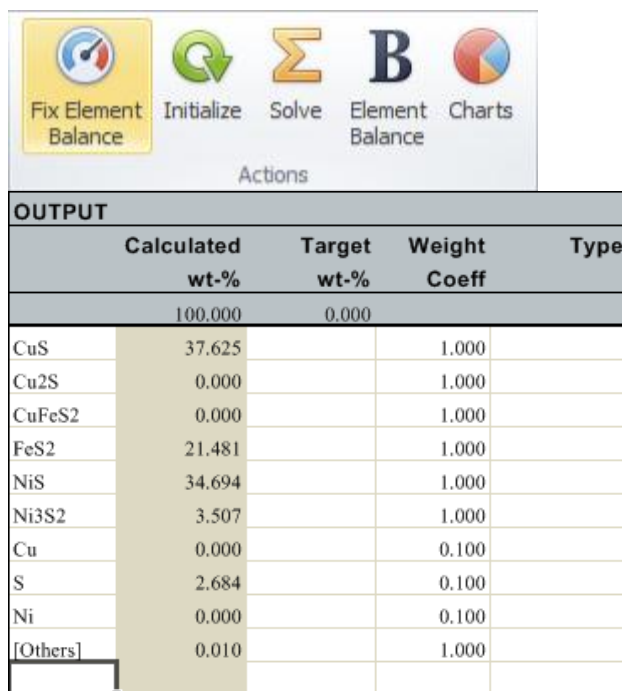 Fix Element Balance Initialize Solve Element Balance Charts
Actions
OUTPUT
Calculated Target Weight Type
wt-% wt-% Coeff
100.000 0.000
CuS 37.625 1.000
Cu2S 0.000 1.000
CuFeS2 0.000 1.000
FeS2 21.481 1.000
NiS 34.694 1.000
Ni3S2 3.507 1.000
Cu 0.000 0.100
S 2.684 0.100
Ni 0.000 0.100
[Others] 0.010 1.000